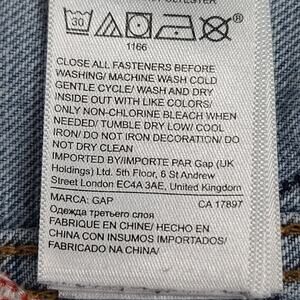 POLYESTER
30
1166
CLOSE ALL FASTENERS BEFORE
WASHING/ MACHINE WASH COLD
GENTLE CYCLE/ WASH AND DRY
INSIDE OUT WITH LIKE COLORS/
ONLY NON-CHLORINE BLEACH WHEN
NEEDED/ TUMBLE DRY LOW/ COOL
IRON/ DO NOT IRON DECORATION/ DO
NOT DRY CLEAN
IMPORTED BY/IMPORTE PAR Gap (UK
Holdings) Ltd. 5th Floor, 6 St Andrew
Street London EC4A 3AE, United Kingdom
MARCA: GAP CA 17897
Одежда третьего слоя
FABRIQUE EN CHINE/ HECHO EN
CHINA CON INSUMOS IMPORTADOS/
FABRICADO NA CHINA/